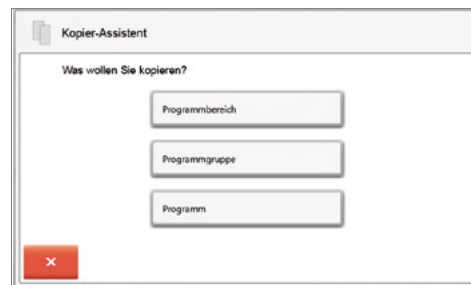 Kopier-Assistent
Was wollen Sie kopieren?
Programmbereich
Programmgruppe
Programm